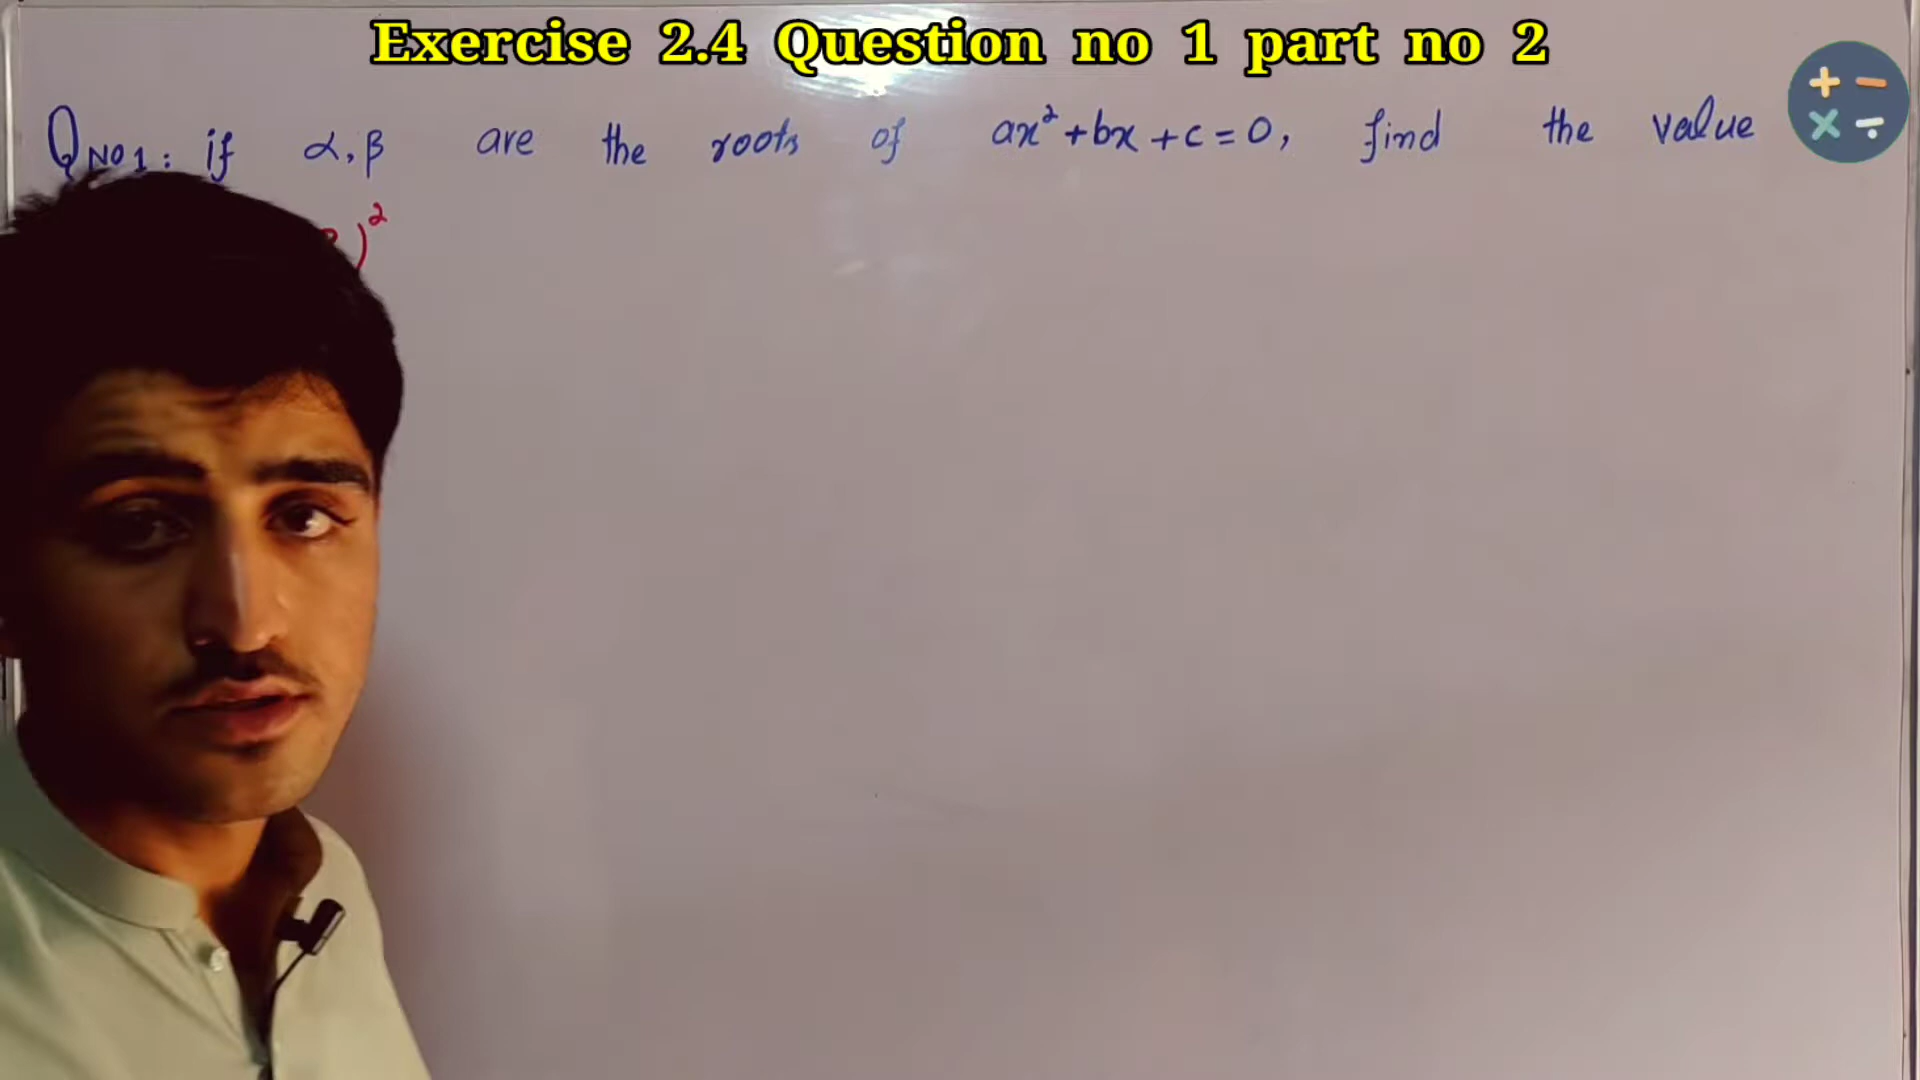 Exercise 2.4 Question no 1 part no 2
QNO1: if α, β are the roots of ax²+bx+c=0, find the value
)²